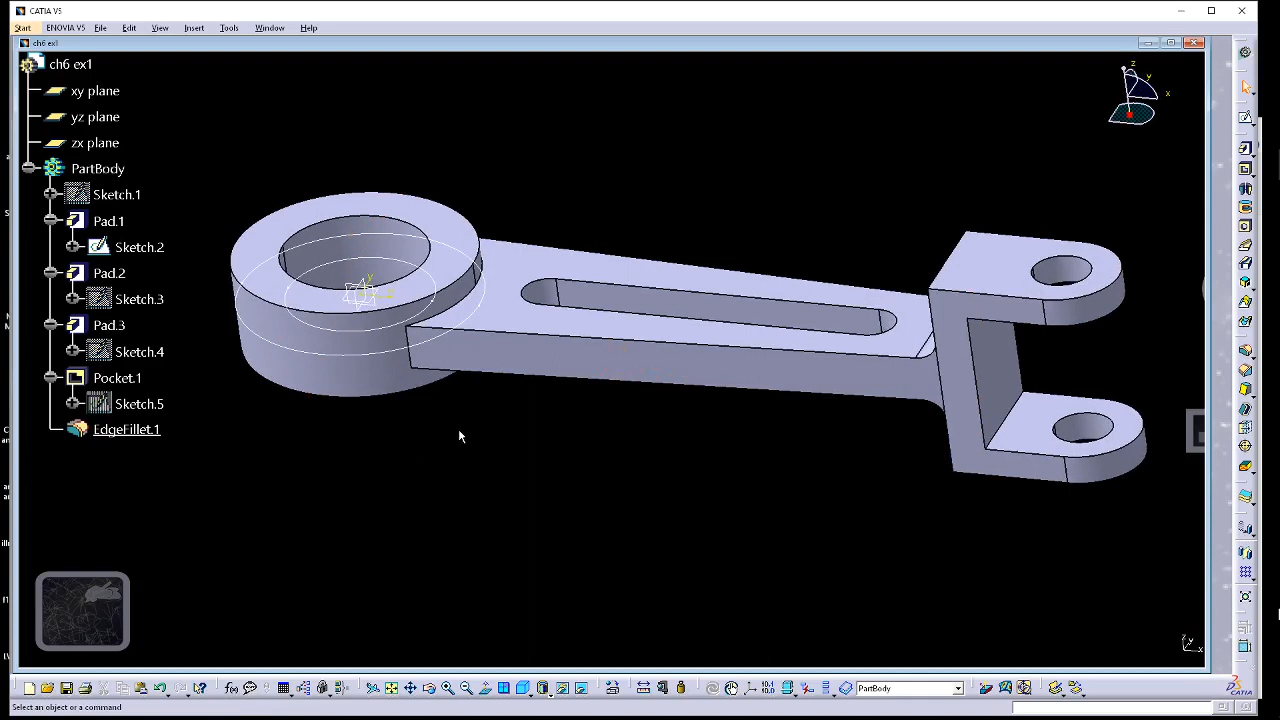 CATIA V5
Start ENOVIA V5 File Edit View Insert Tools Window Help
ch6 ex1
ch6 ex1
xy plane
yz plane
zx plane
PartBody
Sketch.1
Pad.1
Sketch.2
Pad.2
Sketch.3
Pad.3
Sketch.4
Pocket.1
Sketch.5
EdgeFillet.1
z
y
x
y
z y
x
PartBody
CATIA
Select an object or a command